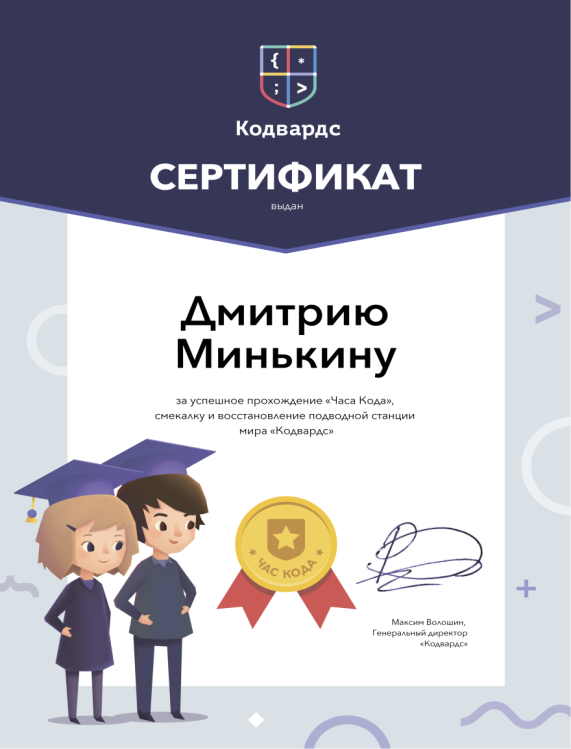 { *
; >
Кодвардс
СЕРТИФИКАТ
выдан
Дмитрию
Минькину
за успешное прохождение «Часа Кода»,
смекалку и восстановление подводной станции
мира «Кодвардс»
ЧАС КОДА
Максим Волошин,
Генеральный директор
«Кодвардс»